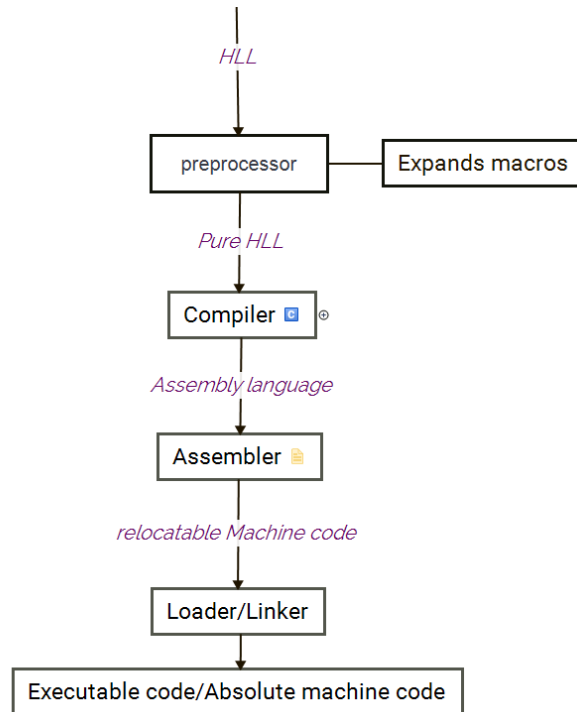 HLL
preprocessor
Expands macros
Pure HLL
Compiler
Assembly language
Assembler
relocatable Machine code
Loader/Linker
Executable code/Absolute machine code